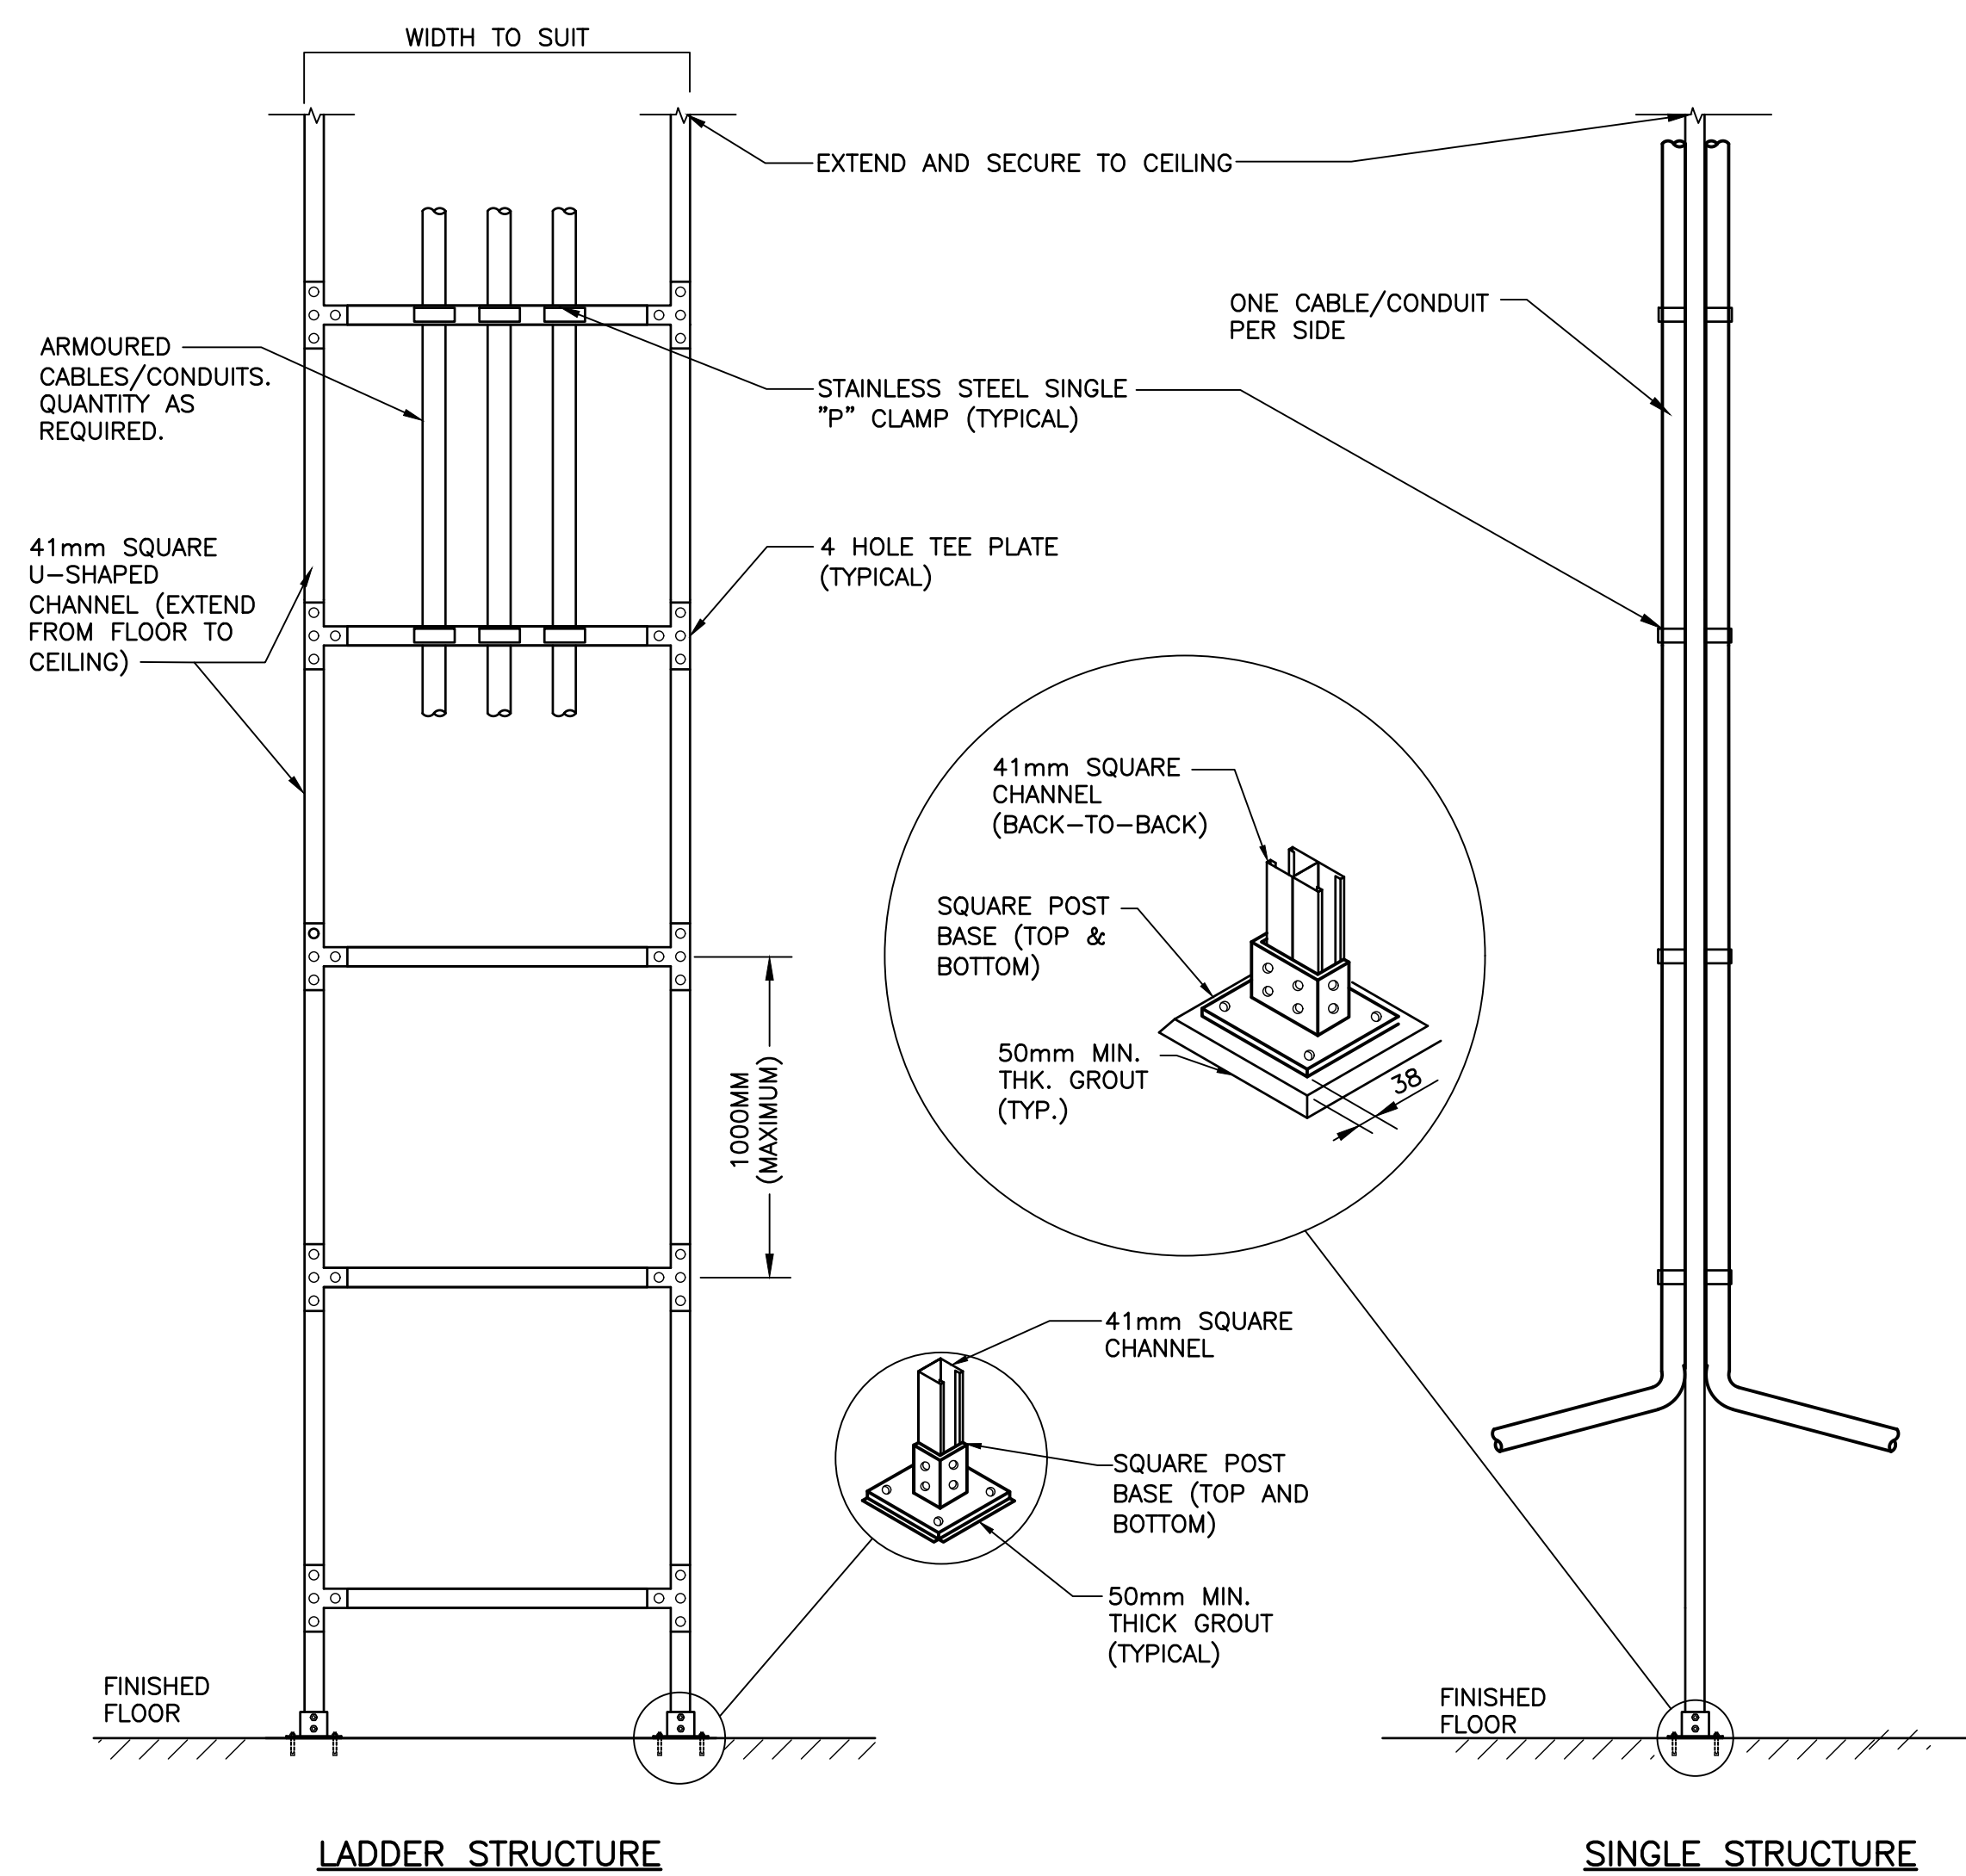 WIDTH TO SUIT
EXTEND AND SECURE TO CEILING
ARMOURED
CABLES/CONDUITS.
QUANTITY AS
REQUIRED.
ONE CABLE/CONDUIT
PER SIDE
STAINLESS STEEL SINGLE
"P" CLAMP (TYPICAL)
41mm SQUARE
U-SHAPED
CHANNEL (EXTEND
FROM FLOOR TO
CEILING)
4 HOLE TEE PLATE
(TYPICAL)
41mm SQUARE
CHANNEL
(BACK-TO-BACK)
SQUARE POST
BASE (TOP &
BOTTOM)
50mm MIN.
THK. GROUT
(TYP.)
38
1000MM
(MAXIMUM)
41mm SQUARE
CHANNEL
SQUARE POST
BASE (TOP AND
BOTTOM)
50mm MIN.
THICK GROUT
(TYPICAL)
FINISHED
FLOOR
FINISHED
FLOOR
LADDER STRUCTURE
SINGLE STRUCTURE